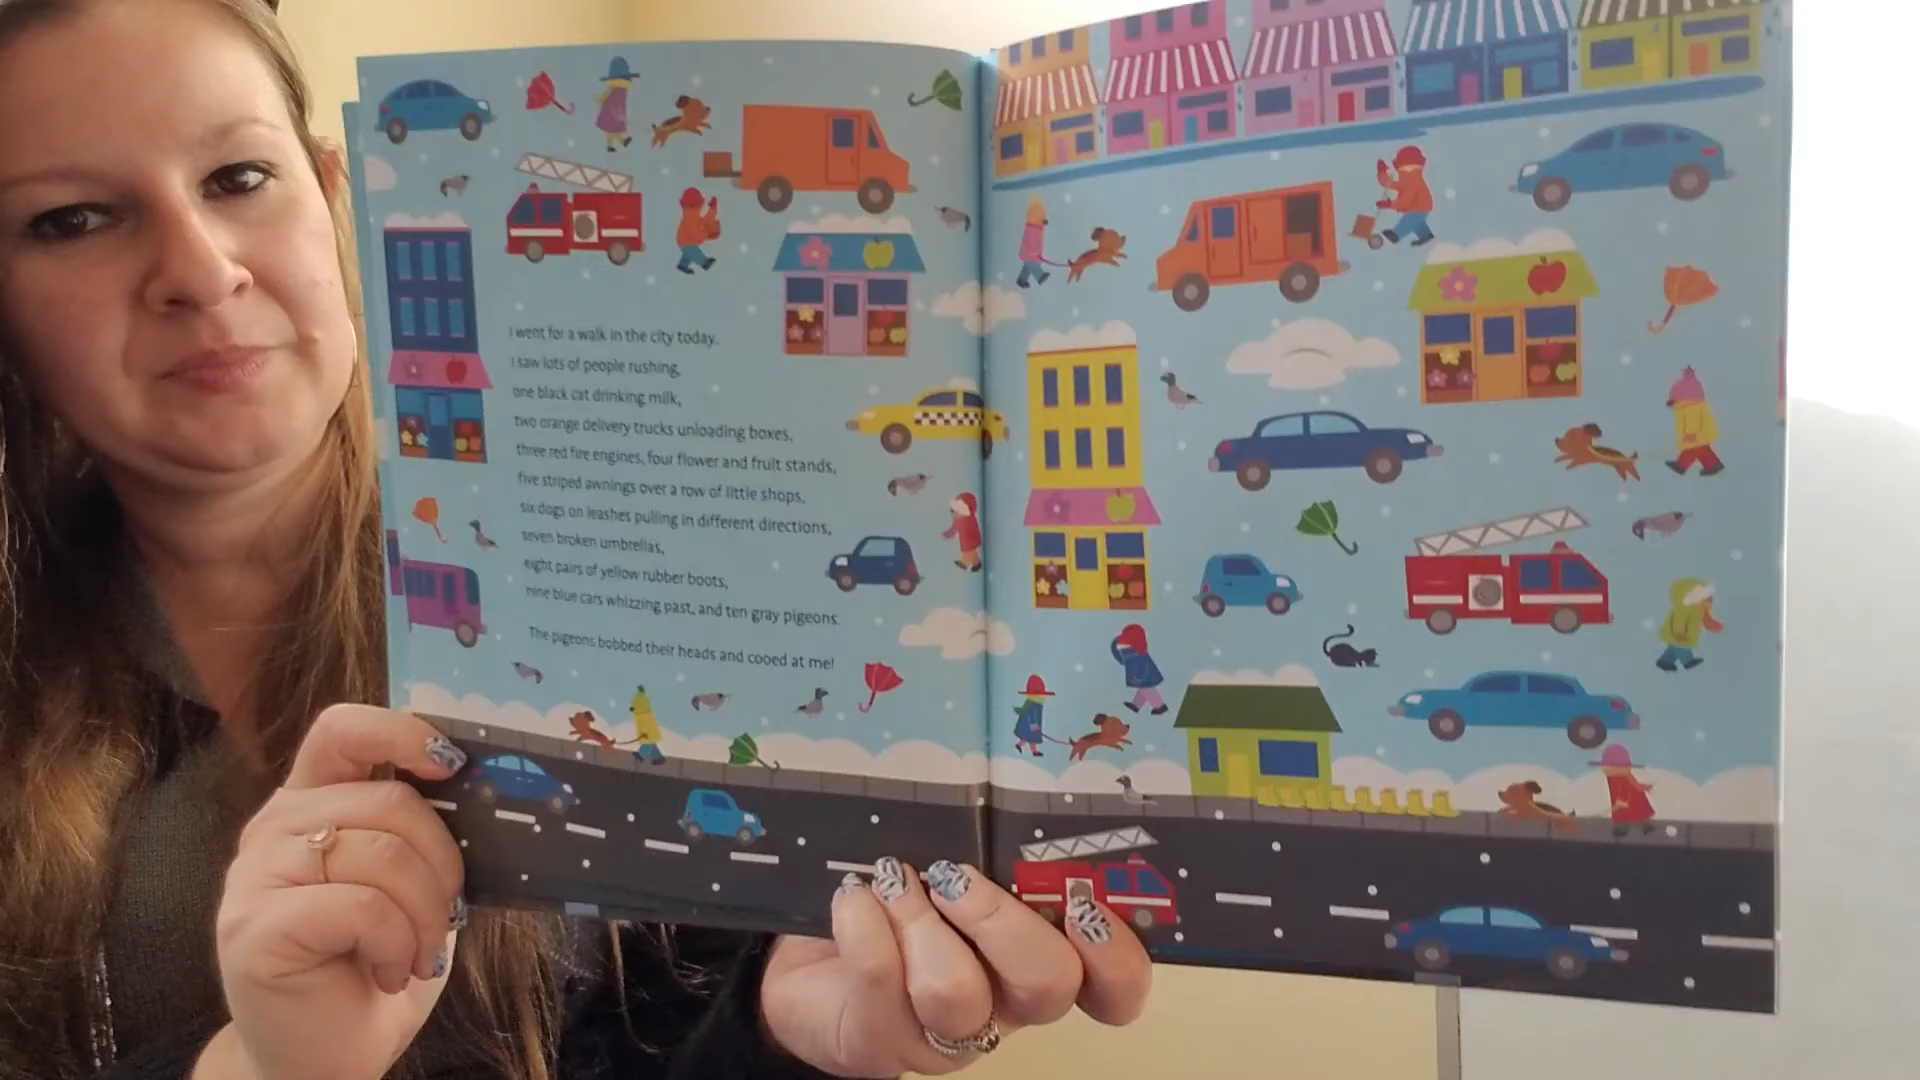 I went for a walk in the city today.
I saw lots of people rushing,
one black cat drinking milk,
two orange delivery trucks unloading boxes,
three red fire engines, four flower and fruit stands,
five striped awnings over a row of little shops,
six dogs on leashes pulling in different directions,
seven broken umbrellas,
eight pairs of yellow rubber boots,
nine blue cars whizzing past, and ten gray pigeons.
The pigeons bobbed their heads and cooed at me!